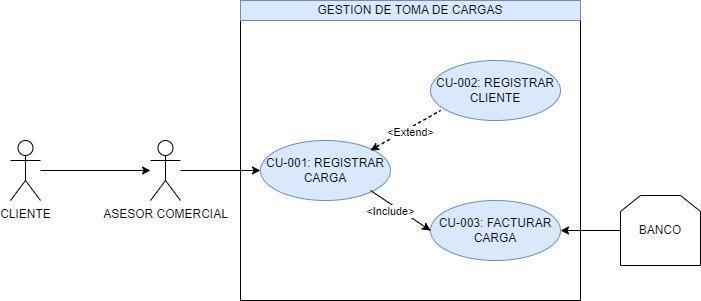 GESTION DE TOMA DE CARGAS
CU-002: REGISTRAR
CLIENTE
<Extend>
CU-001: REGISTRAR
CARGA
CLIENTE
ASESOR COMERCIAL
<Include>
CU-003: FACTURAR
CARGA
BANCO